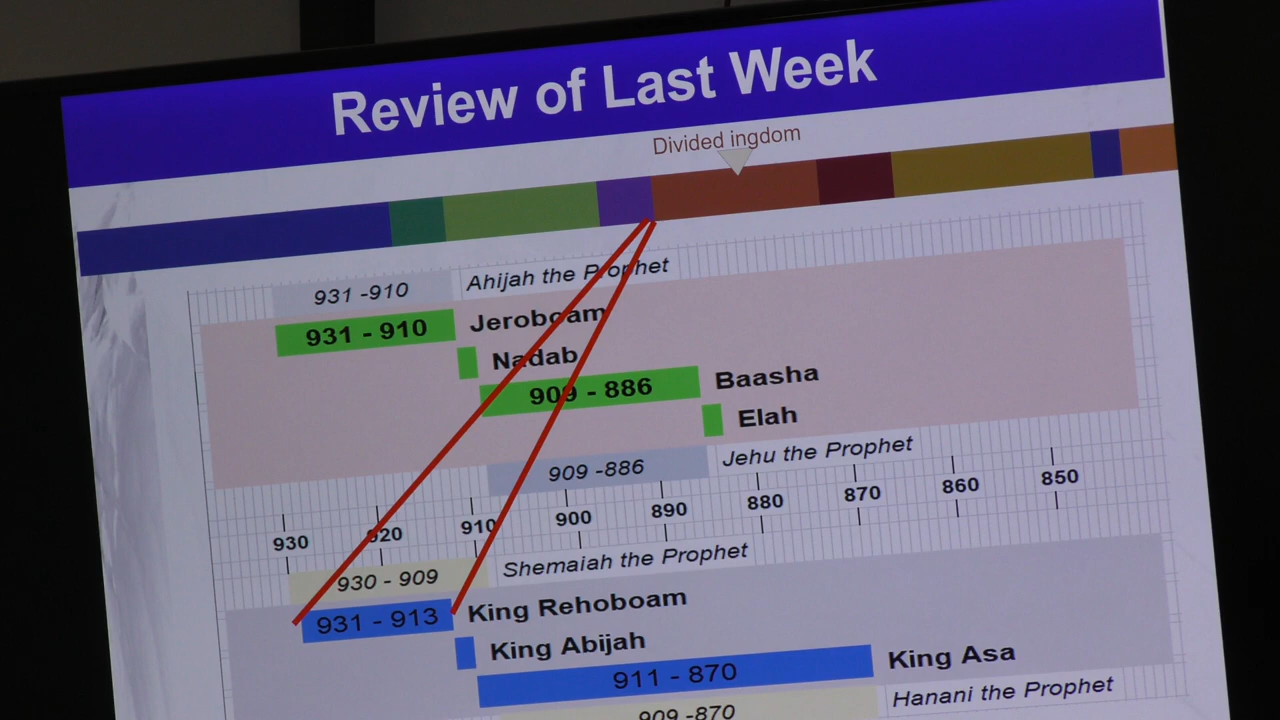 Review of Last Week
Divided ingdom
931 -910 Ahijah the Prophet
931 - 910 Jeroboam
Nadab
909 - 886 Baasha
Elah
909 -886 Jehu the Prophet
930 920 910 900 890 880 870 860 850
930 - 909 Shemaiah the Prophet
931 - 913 King Rehoboam
King Abijah
911 - 870 King Asa
909 -870 Hanani the Prophet